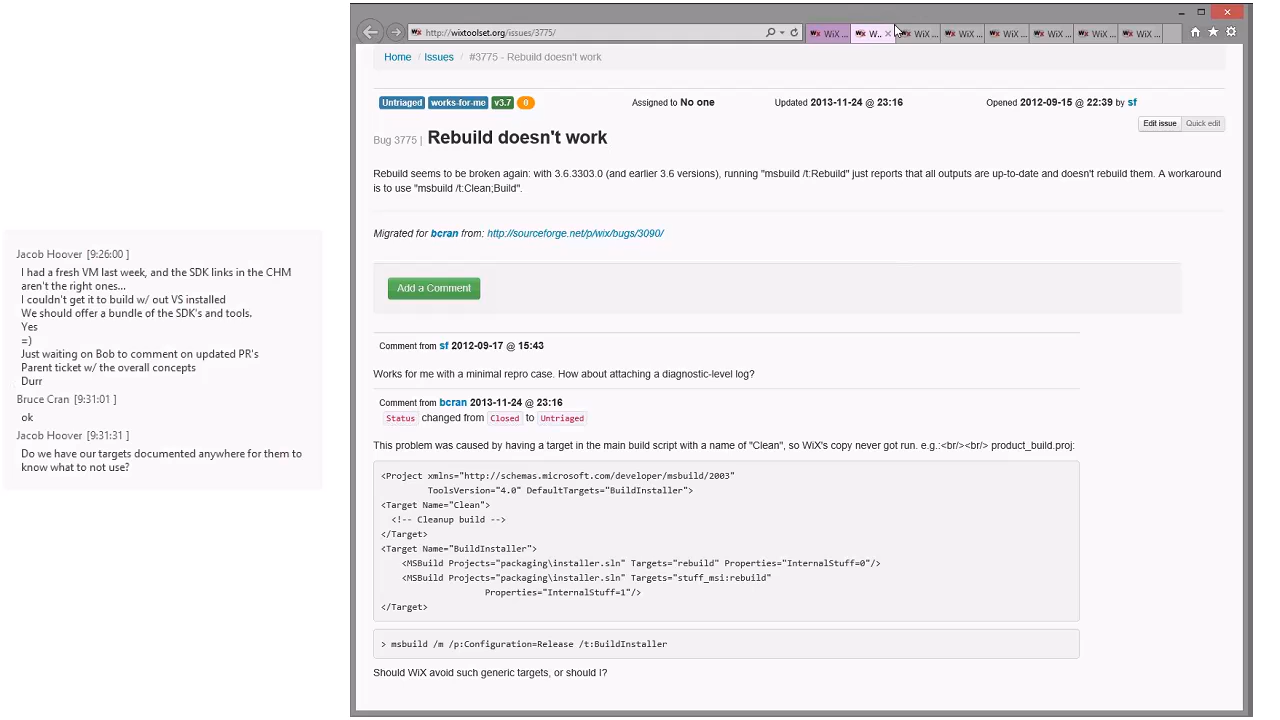 Jacob Hoover [9:26:00 ]
I had a fresh VM last week, and the SDK links in the CHM
aren't the right ones...
I couldn't get it to build w/ out VS installed
We should offer a bundle of the SDK's and tools.
Yes
=)
Just waiting on Bob to comment on updated PR's
Parent ticket w/ the overall concepts
Durr
Bruce Cran [9:31:01 ]
ok
Jacob Hoover [9:31:31 ]
Do we have our targets documented anywhere for them to
know what to not use?
http://wixtoolset.org/issues/3775/
WiX ... W.. WiX ... WiX ... WiX ... WiX ... WiX ... WiX ...
Home / Issues / #3775 - Rebuild doesn't work
Untriaged works-for-me v3.7 0 Assigned to No one Updated 2013-11-24 @ 23:16 Opened 2012-09-15 @ 22:39 by sf
Edit issue Quick edit
Bug 3775 | Rebuild doesn't work
Rebuild seems to be broken again: with 3.6.3303.0 (and earlier 3.6 versions), running "msbuild /t:Rebuild" just reports that all outputs are up-to-date and doesn't rebuild them. A workaround
is to use "msbuild /t:Clean;Build".
Migrated for bcran from: http://sourceforge.net/p/wix/bugs/3090/
Add a Comment
Comment from sf 2012-09-17 @ 15:43
Works for me with a minimal repro case. How about attaching a diagnostic-level log?
Comment from bcran 2013-11-24 @ 23:16
Status changed from Closed to Untriaged
This problem was caused by having a target in the main build script with a name of "Clean", so WiX's copy never got run. e.g.:<br/><br/> product_build.proj:
<Project xmlns="http://schemas.microsoft.com/developer/msbuild/2003"
ToolsVersion="4.0" DefaultTargets="BuildInstaller">
<Target Name="Clean">
<!-- Cleanup build -->
</Target>
<Target Name="BuildInstaller">
<MSBuild Projects="packaging\installer.sln" Targets="rebuild" Properties="InternalStuff=0"/>
<MSBuild Projects="packaging\installer.sln" Targets="stuff_msi:rebuild"
Properties="InternalStuff=1"/>
</Target>
> msbuild /m /p:Configuration=Release /t:BuildInstaller
Should WiX avoid such generic targets, or should I?